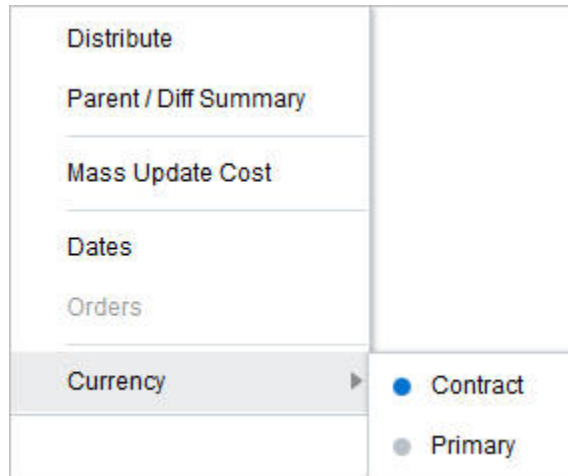 Distribute
Parent / Diff Summary
Mass Update Cost
Dates
Orders
Currency
Contract
Primary